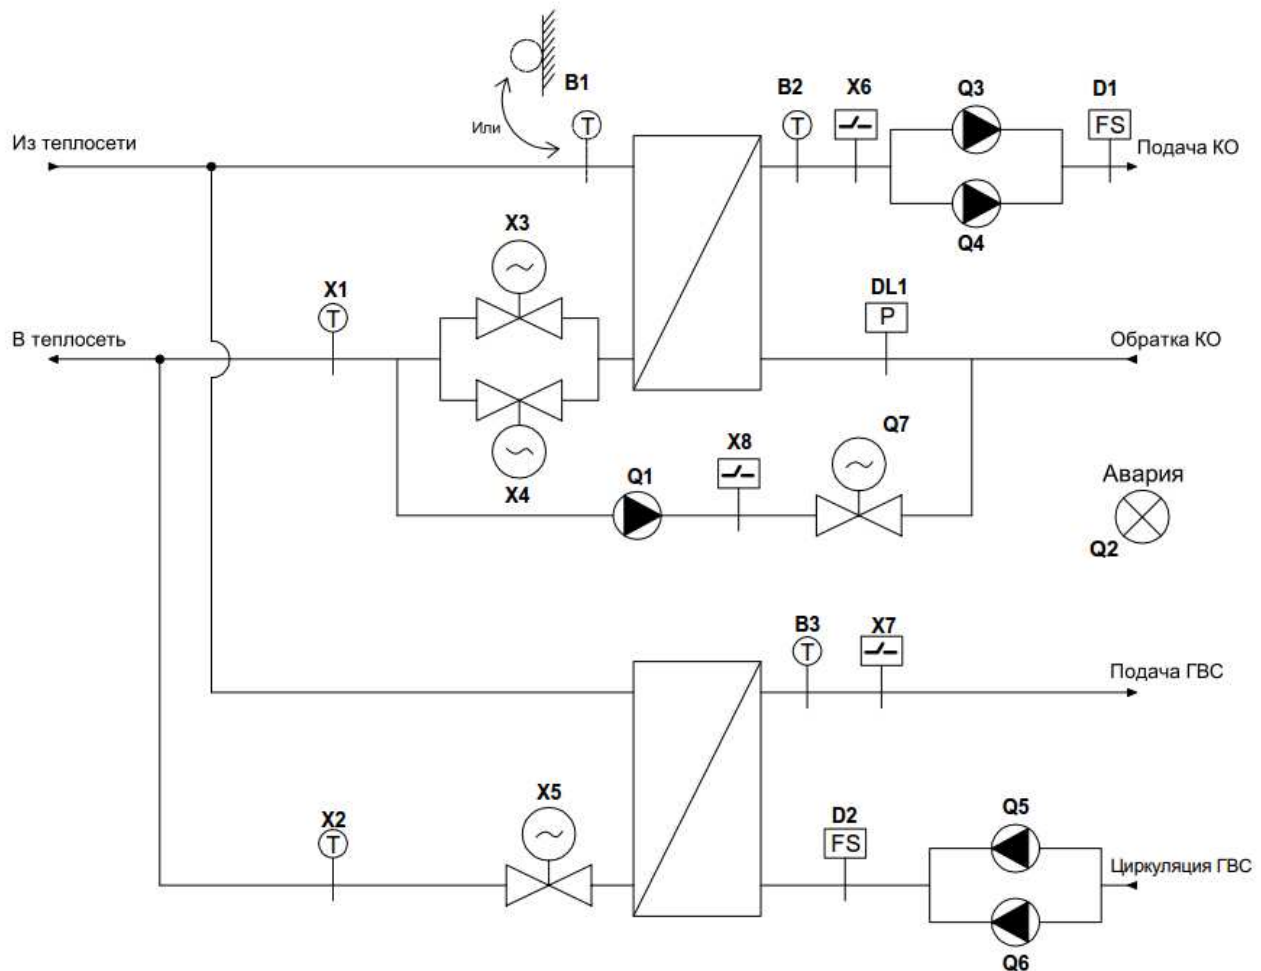 B1
B2
X6
Q3
D1
T
T
FS
Или
Из теплосети
Подача КО
Q4
X3
X1
T
DL1
P
В теплосеть
Обратка КО
Q7
X8
X4
Q1
Авария
Q2
B3
X7
T
Подача ГВС
X5
X2
T
D2
FS
Q5
Циркуляция ГВС
Q6